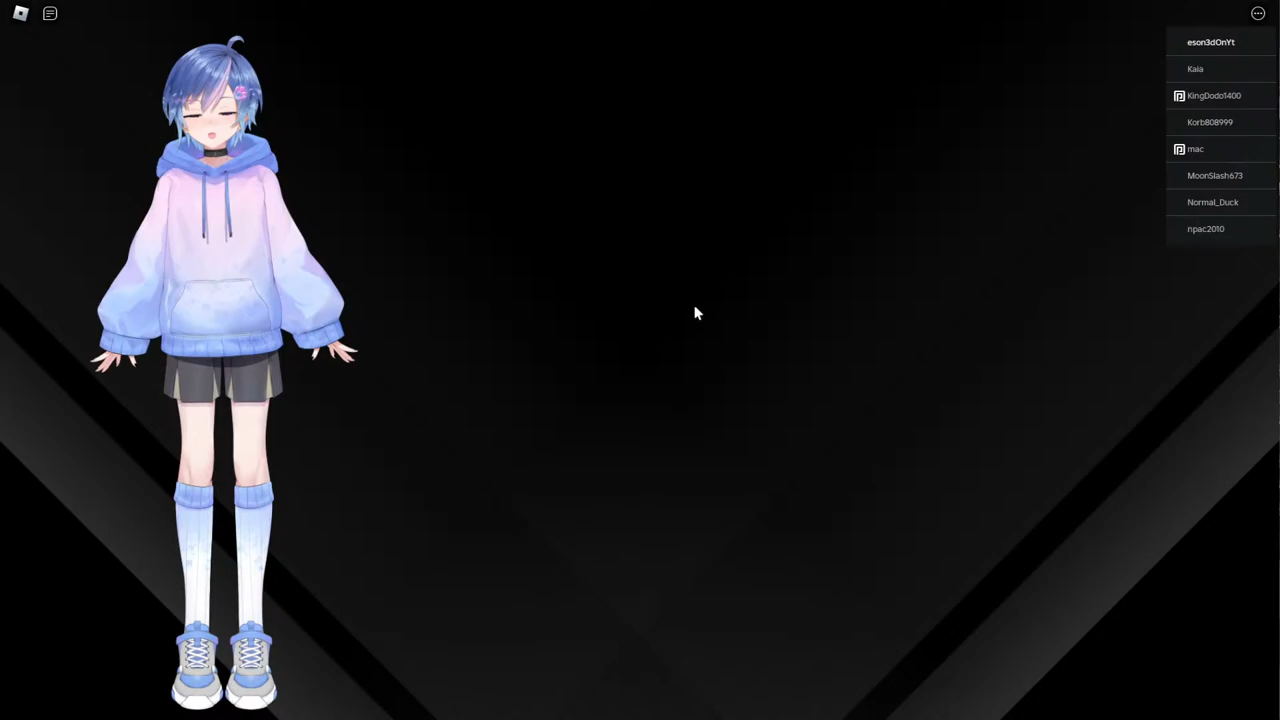 eson3dOnYt
Kaia
KingDodo1400
Korb808999
mac
MoonSlash673
Normal_Duck
npac2010